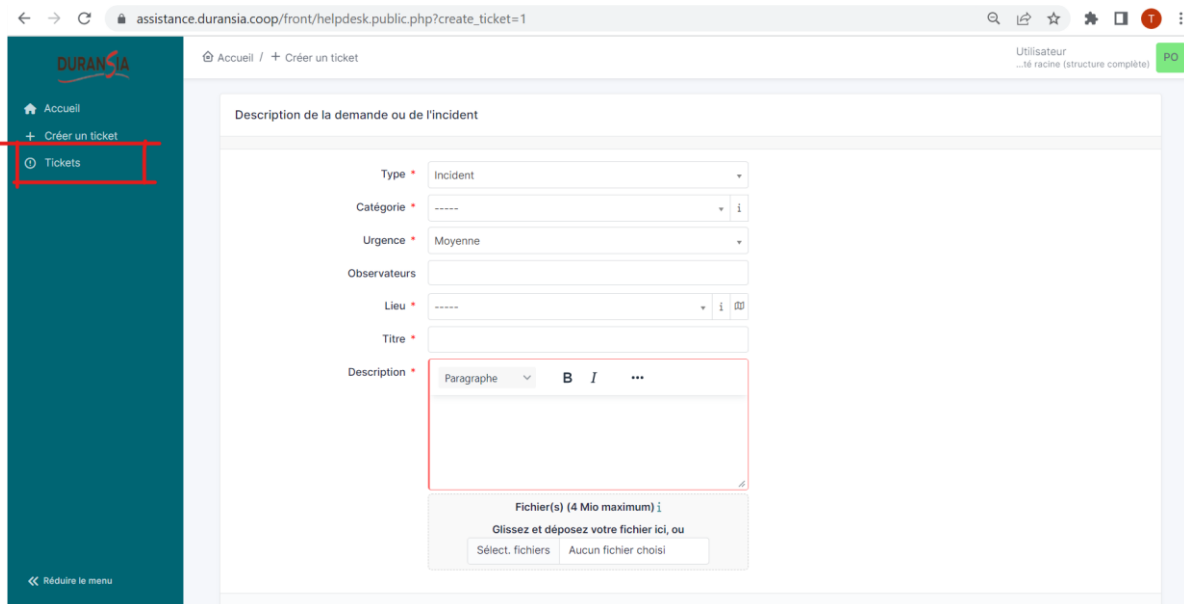 assistance.duransia.coop/front/helpdesk.public.php?create_ticket=1
T
DURANSIA
Accueil / + Créer un ticket
Utilisateur
...té racine (structure complète)
PO
Accueil
+ Créer un ticket
Tickets
Description de la demande ou de l'incident
Type * Incident
Catégorie * ----- i
Urgence * Moyenne
Observateurs
Lieu * ----- i
Titre *
Description *
Paragraphe B I ...
Fichier(s) (4 Mio maximum) i
Glissez et déposez votre fichier ici, ou
Sélect. fichiers Aucun fichier choisi
Réduire le menu